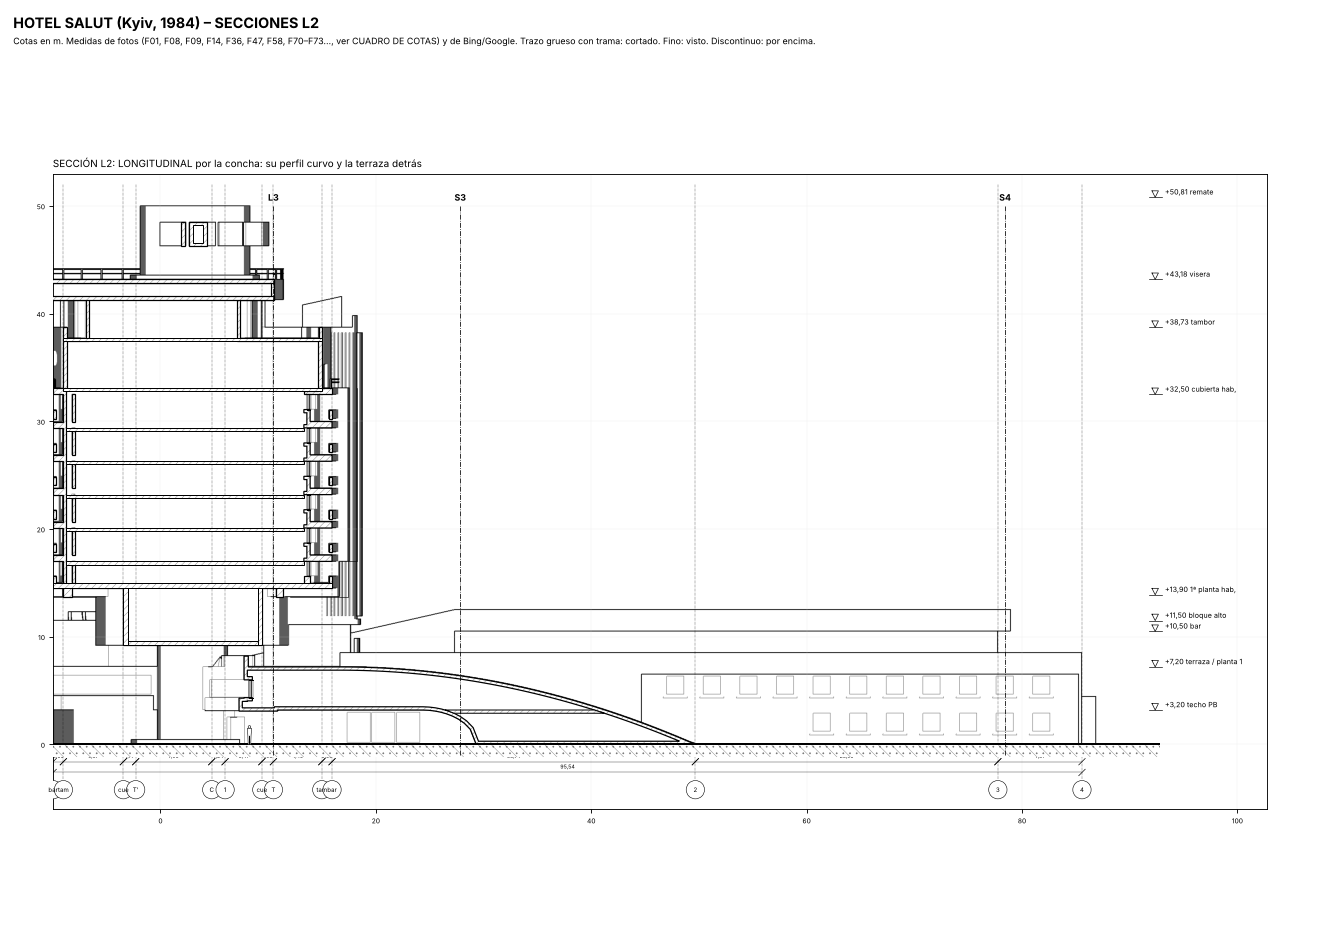 HOTEL SALUT (Kyiv, 1984) – SECCIONES L2
Cotas en m. Medidas de fotos (F01, F08, F09, F14, F36, F47, F58, F70–F73..., ver CUADRO DE COTAS) y de Bing/Google. Trazo grueso con trama: cortado. Fino: visto. Discontinuo: por encima.
SECCIÓN L2: LONGITUDINAL por la concha: su perfil curvo y la terraza detrás
L3
S3
S4
+50,81 remate
50
+43,18 visera
40
+38,73 tambor
+32,50 cubierta hab,
30
20
+13,90 1ª planta hab,
+11,50 bloque alto
+10,50 bar
10
+7,20 terraza / planta 1
+3,20 techo PB
0
95,54
T'
C
1
T
2
3
4
0
20
40
60
80
100